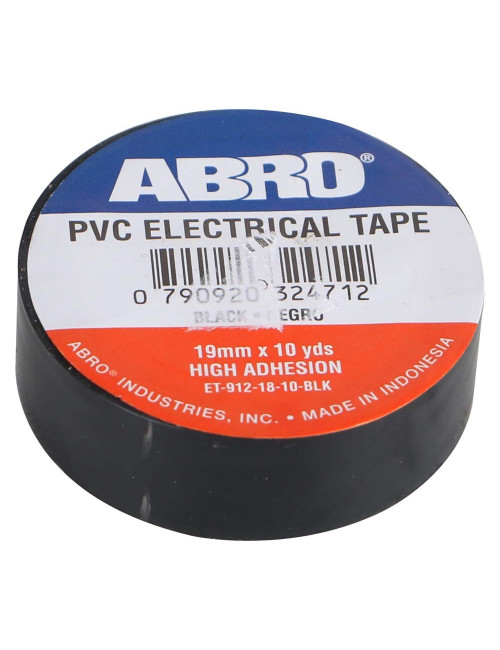 ABRO®
PVC ELECTRICAL TAPE
0 790920 324712
BLACK •
19mm x 10 yds
HIGH ADHESION
ET-912-18-10-BLK
ABRO® INDUSTRIES, INC. • MADE IN INDONESIA